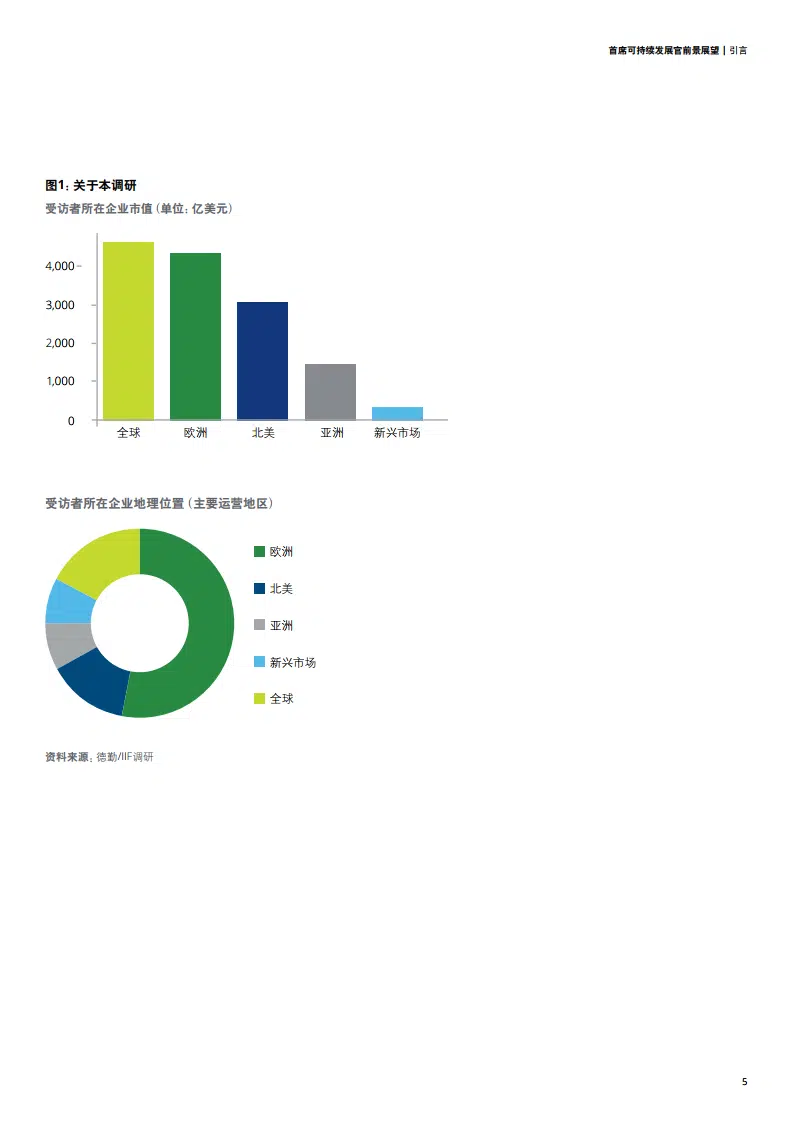 首席可持续发展官前景展望 | 引言
图1：关于本调研
受访者所在企业市值（单位：亿美元）
4,000
3,000
2,000
1,000
0
全球 欧洲 北美 亚洲 新兴市场
受访者所在企业地理位置（主要运营地区）
欧洲
北美
亚洲
新兴市场
全球
资料来源：德勤/IIF调研
5